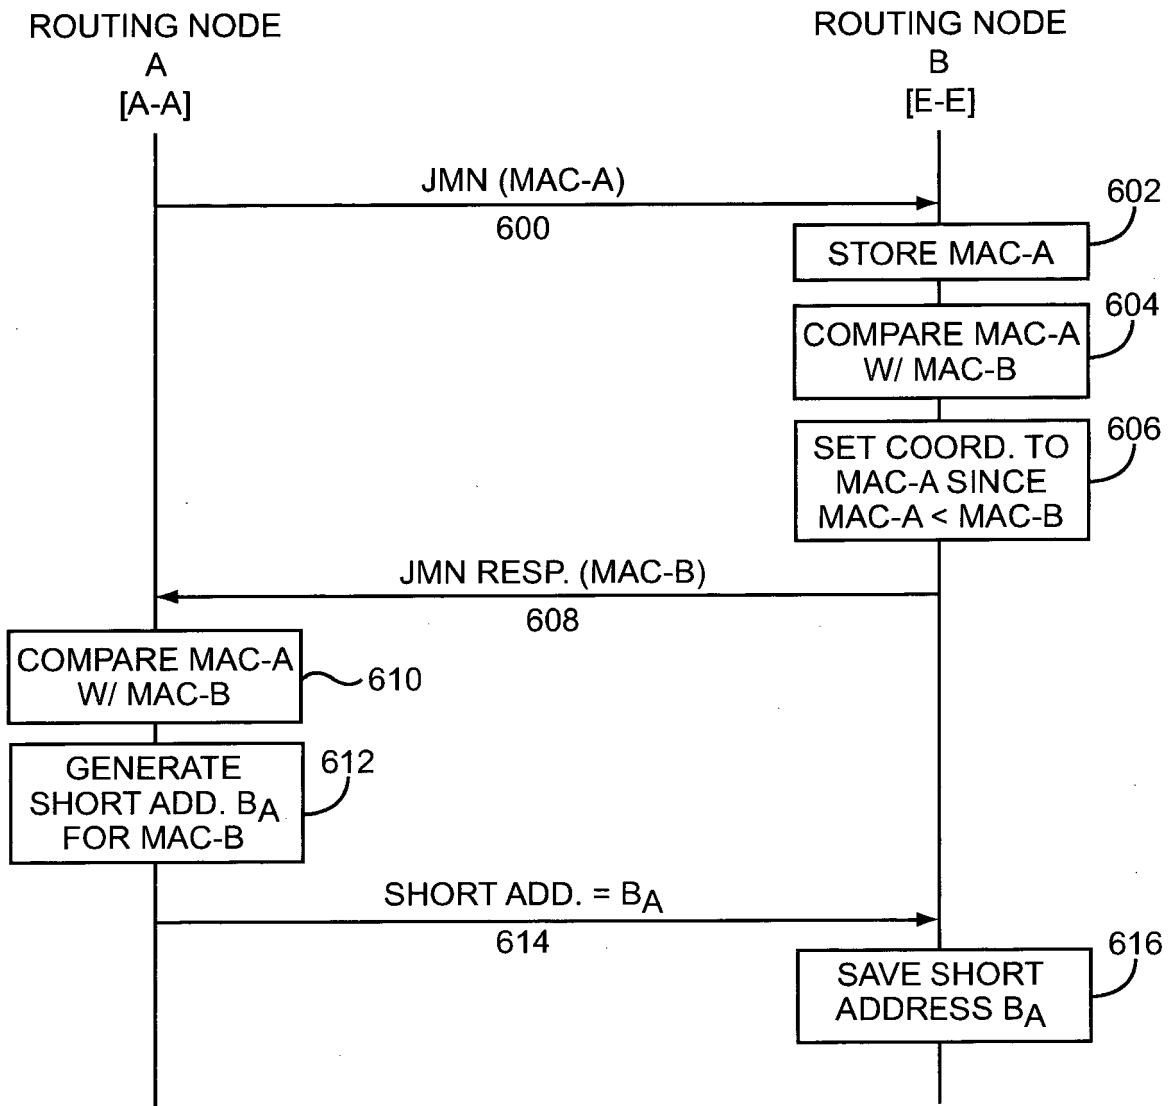 ROUTING NODE
A
[A-A]
ROUTING NODE
B
[E-E]
JMN (MAC-A)
600
602
STORE MAC-A
604
COMPARE MAC-A
W/ MAC-B
606
SET COORD. TO
MAC-A SINCE
MAC-A < MAC-B
JMN RESP. (MAC-B)
608
COMPARE MAC-A
W/ MAC-B
610
GENERATE
SHORT ADD. BA
FOR MAC-B
612
SHORT ADD. = BA
614
616
SAVE SHORT
ADDRESS BA